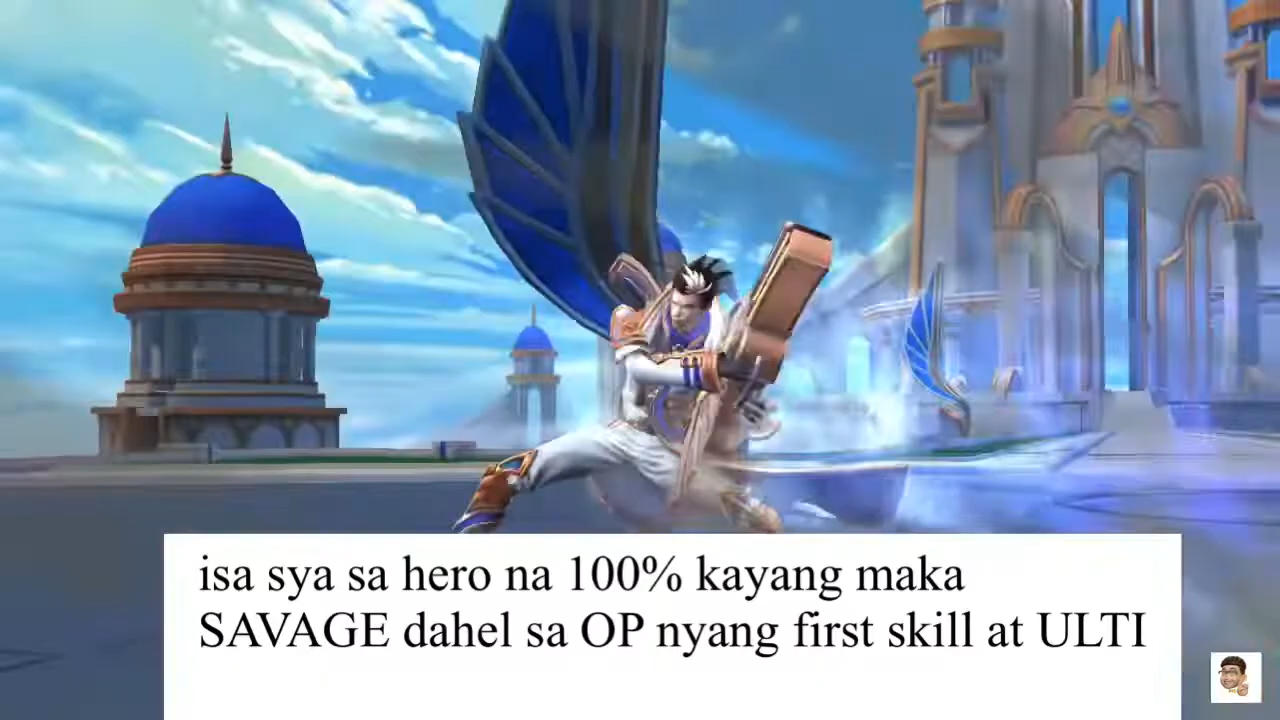 isa sya sa hero na 100% kayang maka
SAVAGE dahel sa OP nyang first skill at ULTI